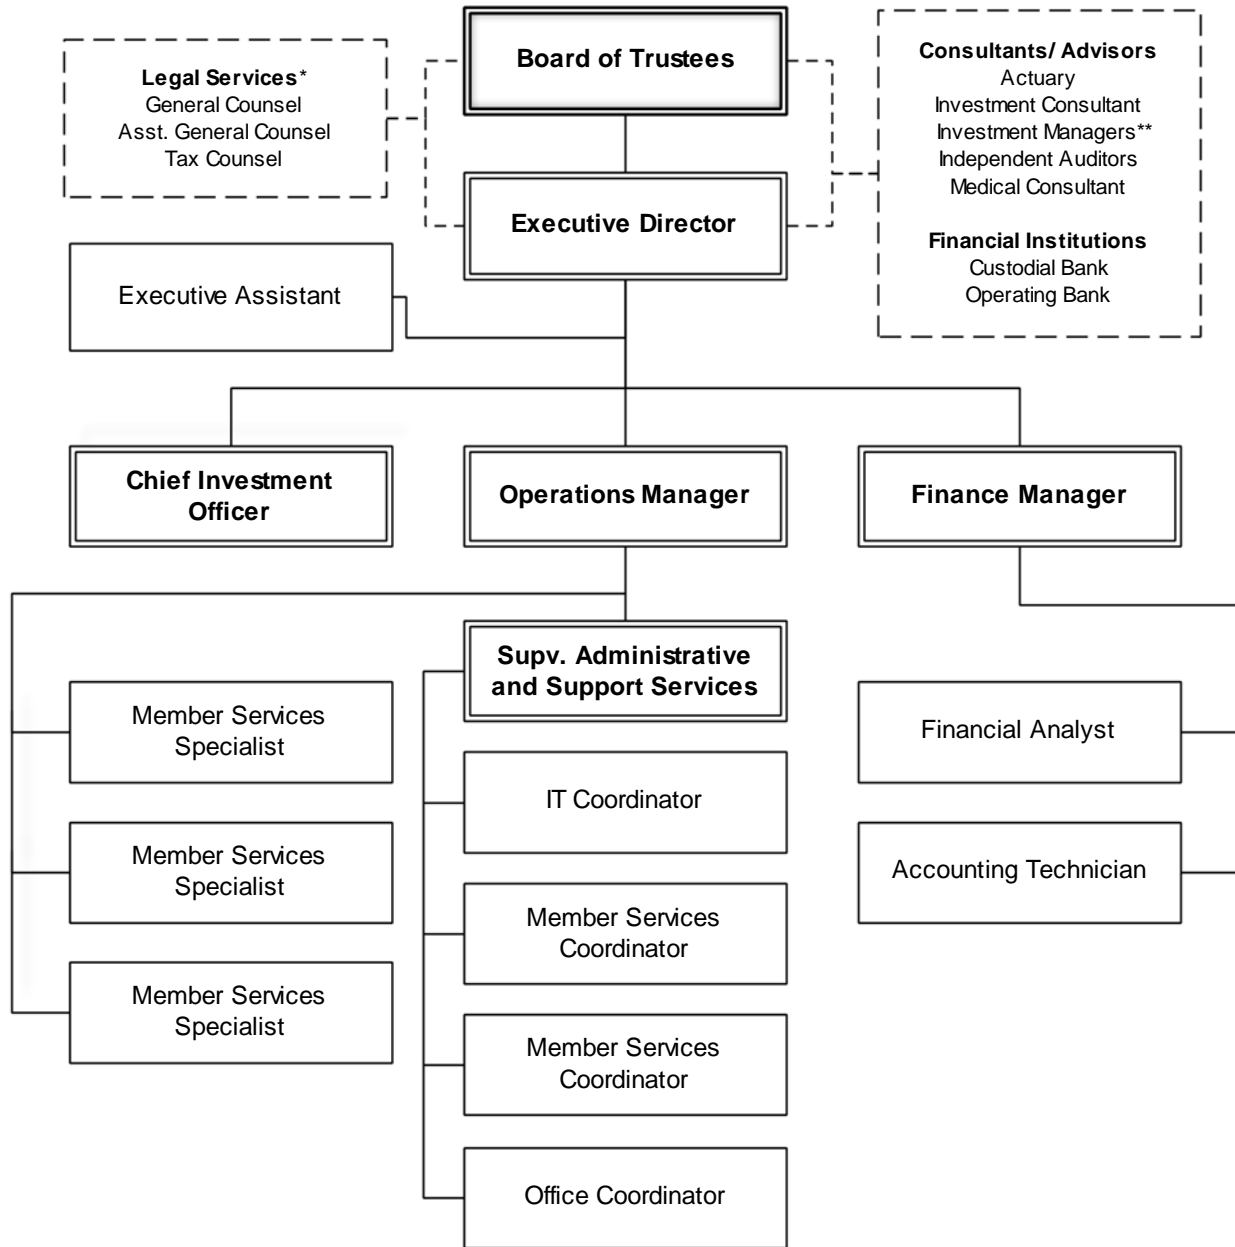 Board of Trustees
Legal Services*
General Counsel
Asst. General Counsel
Tax Counsel
Consultants/ Advisors
Actuary
Investment Consultant
Investment Managers**
Independent Auditors
Medical Consultant
Financial Institutions
Custodial Bank
Operating Bank
Executive Director
Executive Assistant
Chief Investment
Officer
Operations Manager
Finance Manager
Supv. Administrative
and Support Services
Member Services
Specialist
Member Services
Specialist
Member Services
Specialist
IT Coordinator
Member Services
Coordinator
Member Services
Coordinator
Office Coordinator
Financial Analyst
Accounting Technician